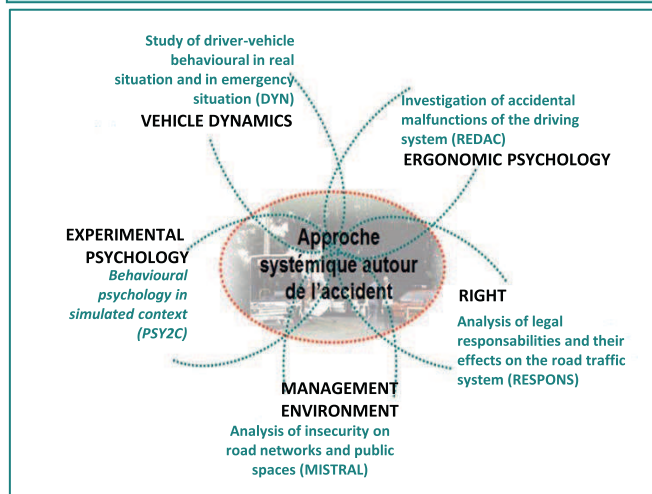 Study of driver-vehicle
behavioural in real
situation and in emergency
situation (DYN)
VEHICLE DYNAMICS
Investigation of accidental
malfunctions of the driving
system (REDAC)
ERGONOMIC PSYCHOLOGY
EXPERIMENTAL
PSYCHOLOGY
Behavioural
psychology in
simulated context
(PSY2C)
Approche
systémique autour
de l'accident
RIGHT
Analysis of legal
responsabilities and their
effects on the road traffic
system (RESPONS)
MANAGEMENT
ENVIRONMENT
Analysis of insecurity on
road networks and public
spaces (MISTRAL)